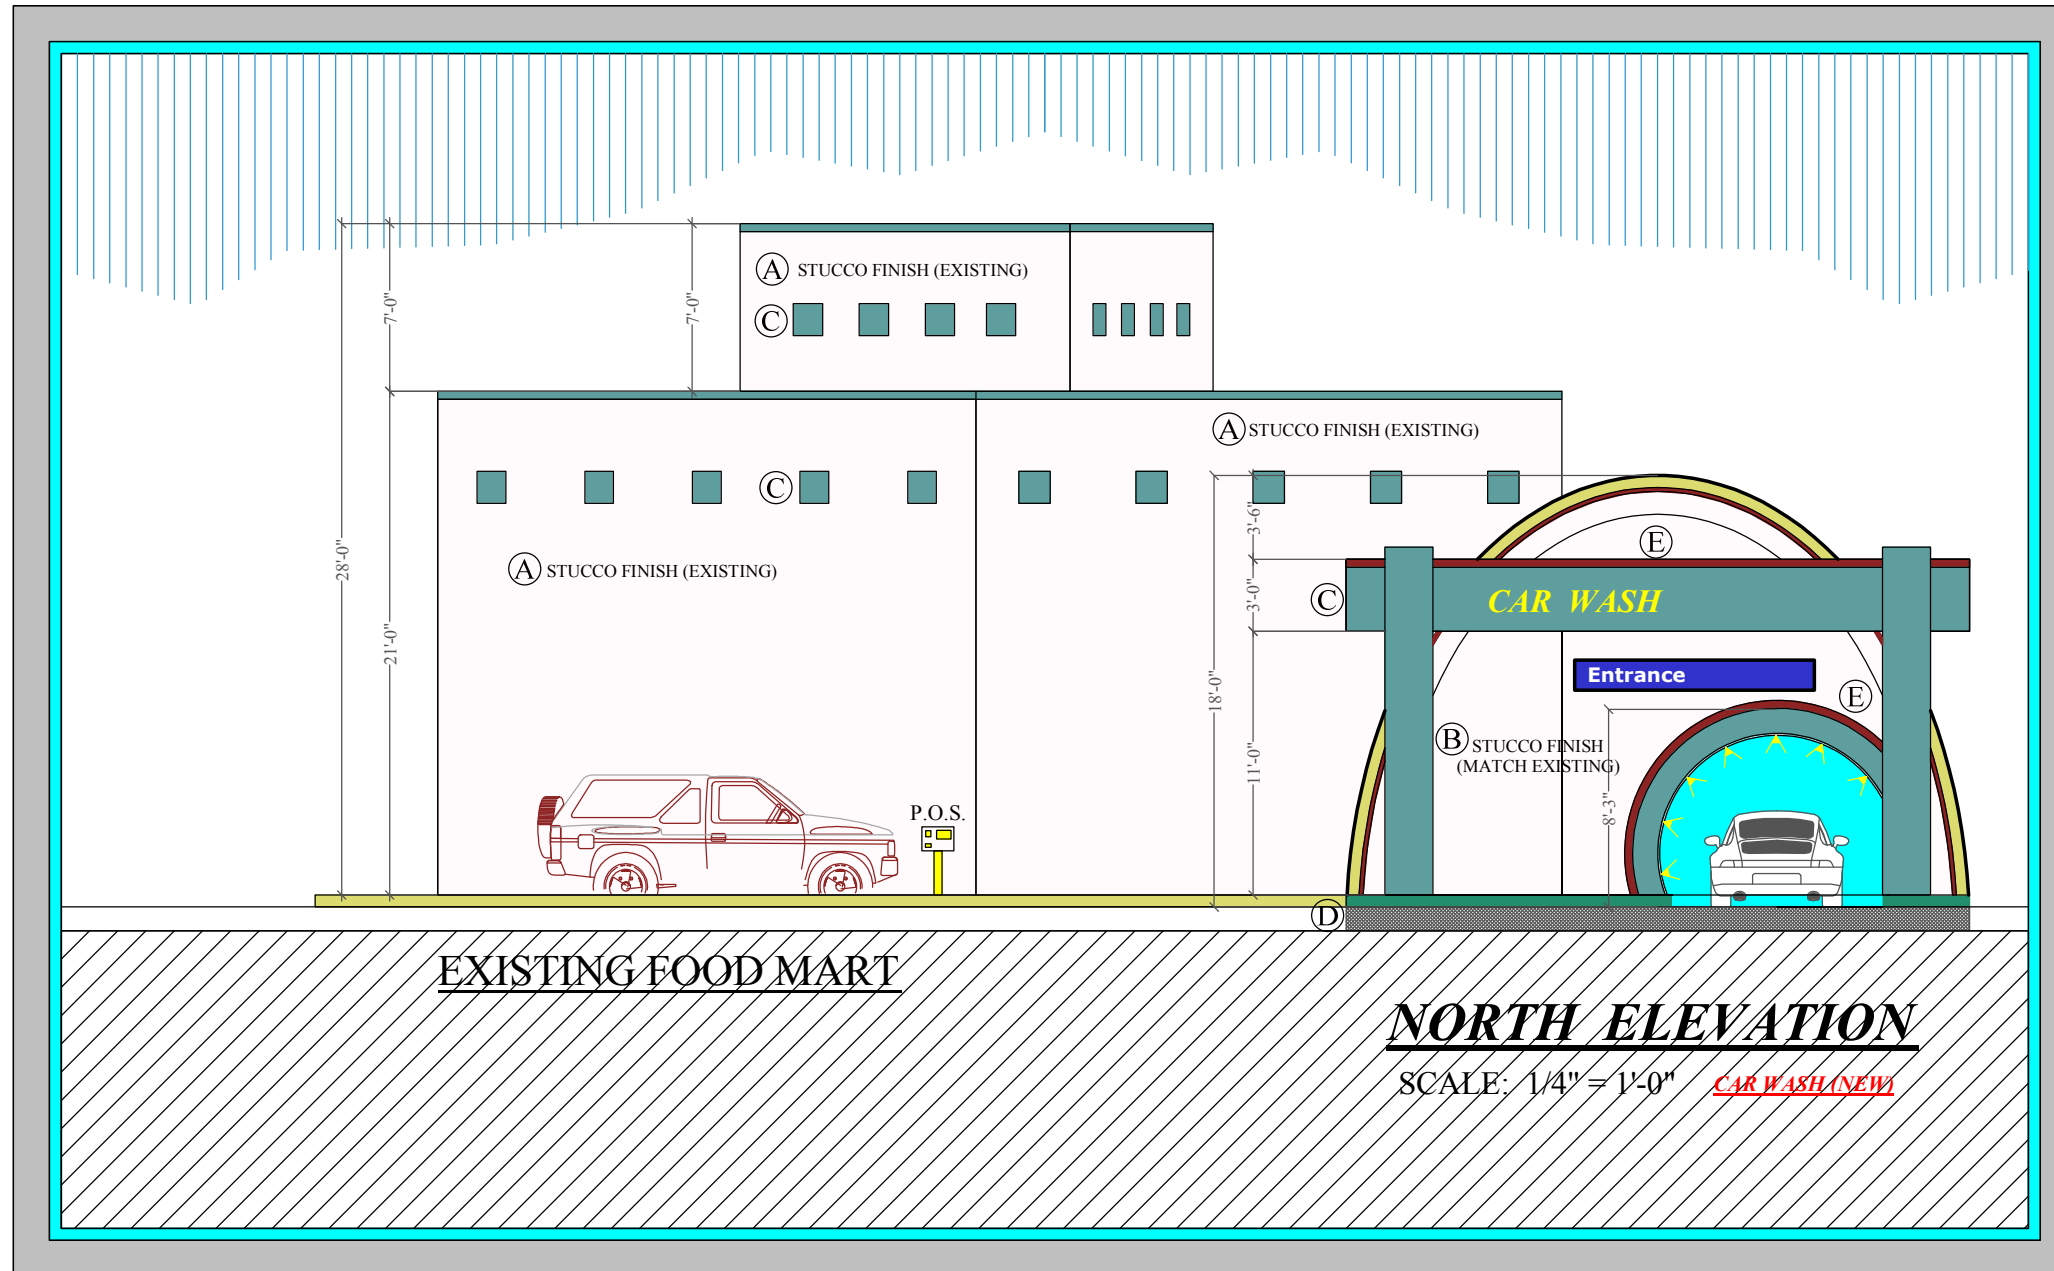 A STUCCO FINISH (EXISTING)
7'-0"
7'-0"
C
A STUCCO FINISH (EXISTING)
C
3'-6"
E
28'-0"
A STUCCO FINISH (EXISTING)
C
3'-0"
CAR WASH
21'-0"
Entrance
18'-0"
E
B STUCCO FINISH
(MATCH EXISTING)
11'-0"
8'-3"
P.O.S.
D
EXISTING FOOD MART
NORTH ELEVATION
SCALE: 1/4" = 1'-0"
CAR WASH (NEW)